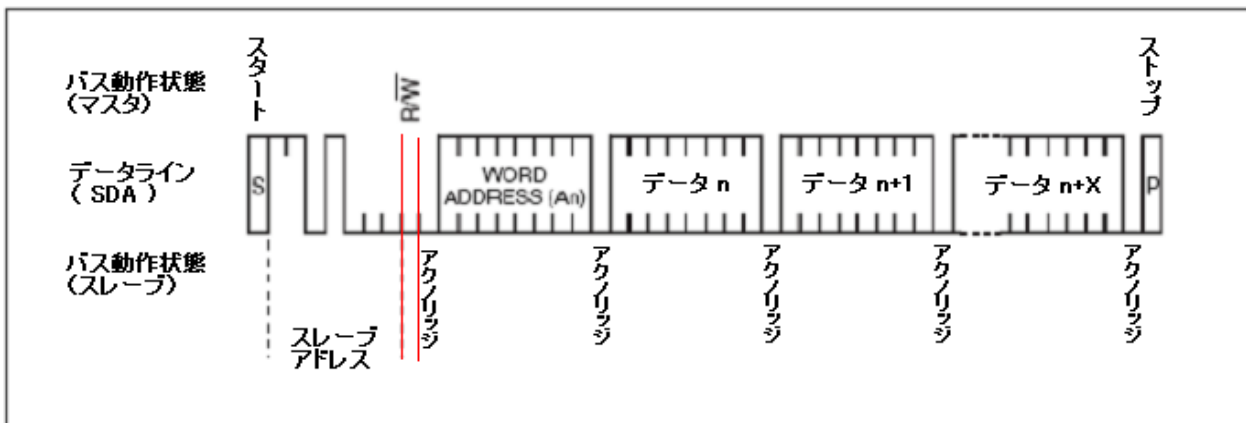 スタート
ストップ
バス動作状態
(マスタ)
R/W
データライン
( SDA )
S
WORD
ADDRESS (An)
データ n
データ n+1
データ n+X
P
バス動作状態
(スレーブ)
アクノリッジ
アクノリッジ
アクノリッジ
アクノリッジ
アクノリッジ
スレーブ
アドレス